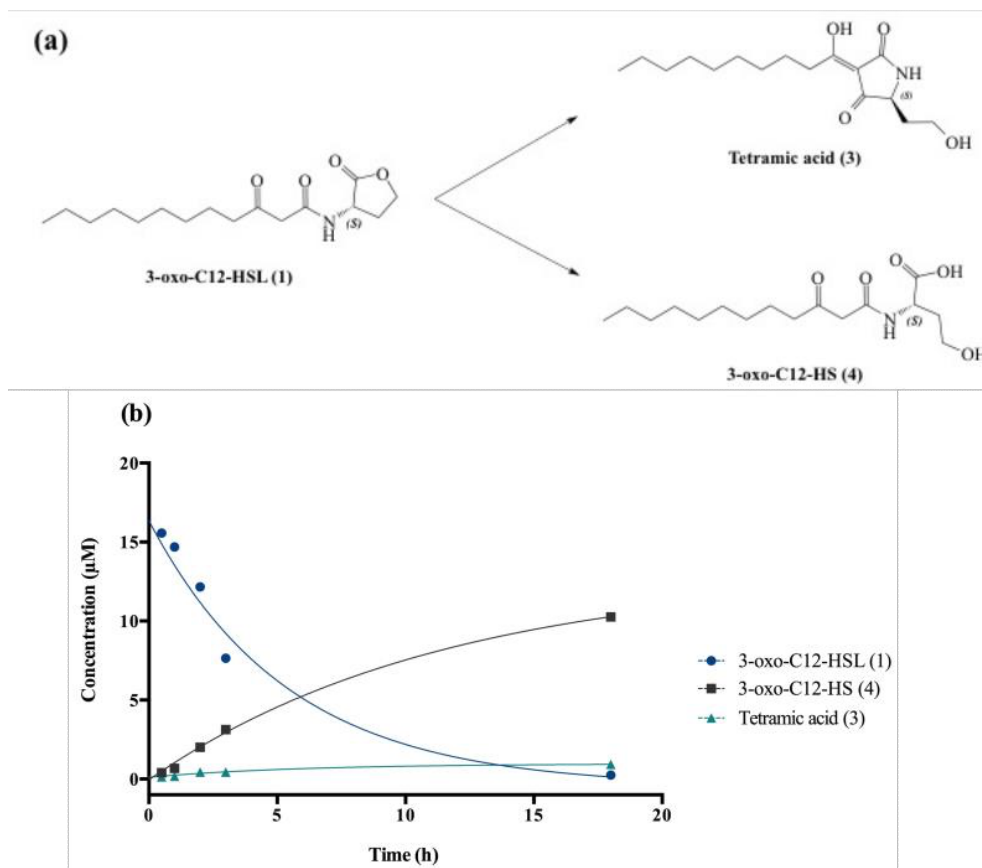 (a)
OH
O
NH
(S)
O
OH
Tetramic acid (3)
O
O
O
O
N
H
(S)
3-oxo-C12-HSL (1)
O
O
O
OH
N
H
(S)
OH
3-oxo-C12-HS (4)
(b)
20
15
10
5
0
Concentration (µM)
0
5
10
15
20
Time (h)
3-oxo-C12-HSL (1)
3-oxo-C12-HS (4)
Tetramic acid (3)